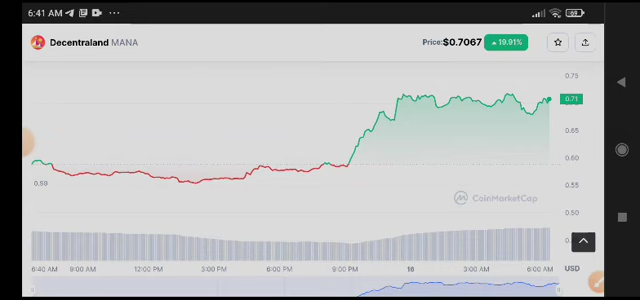 6:41 AM
69
Decentraland MANA
Price:$0.7067 ▲ 19.91%
0.75
0.71
0.65
0.60
0.59
0.55
CoinMarketCap
0.50
6:40 AM 9:00 AM 12:00 PM 3:00 PM 6:00 PM 9:00 PM 16 3:00 AM 6:00 AM USD